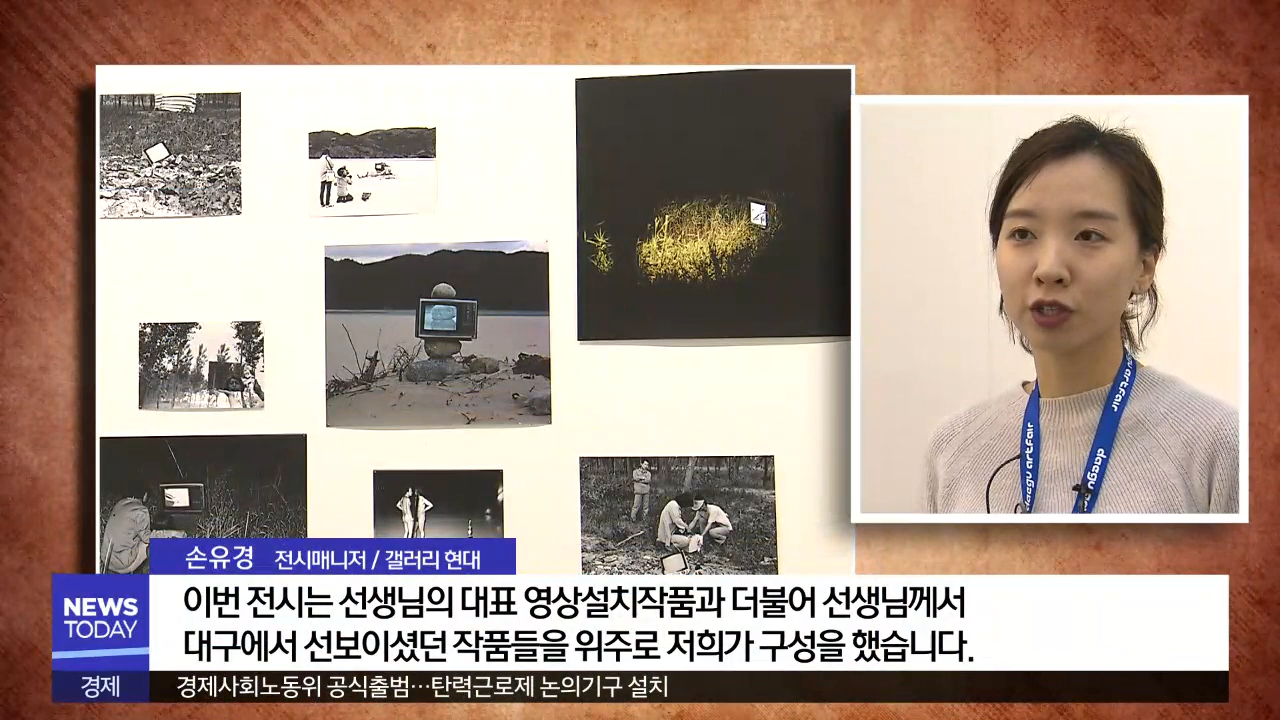 daegu artfair
artfair
손유경 전시매니저 / 갤러리 현대
NEWS
TODAY
이번 전시는 선생님의 대표 영상설치작품과 더불어 선생님께서
대구에서 선보이셨던 작품들을 위주로 저희가 구성을 했습니다.
경제
경제사회노동위 공식출범…탄력근로제 논의기구 설치